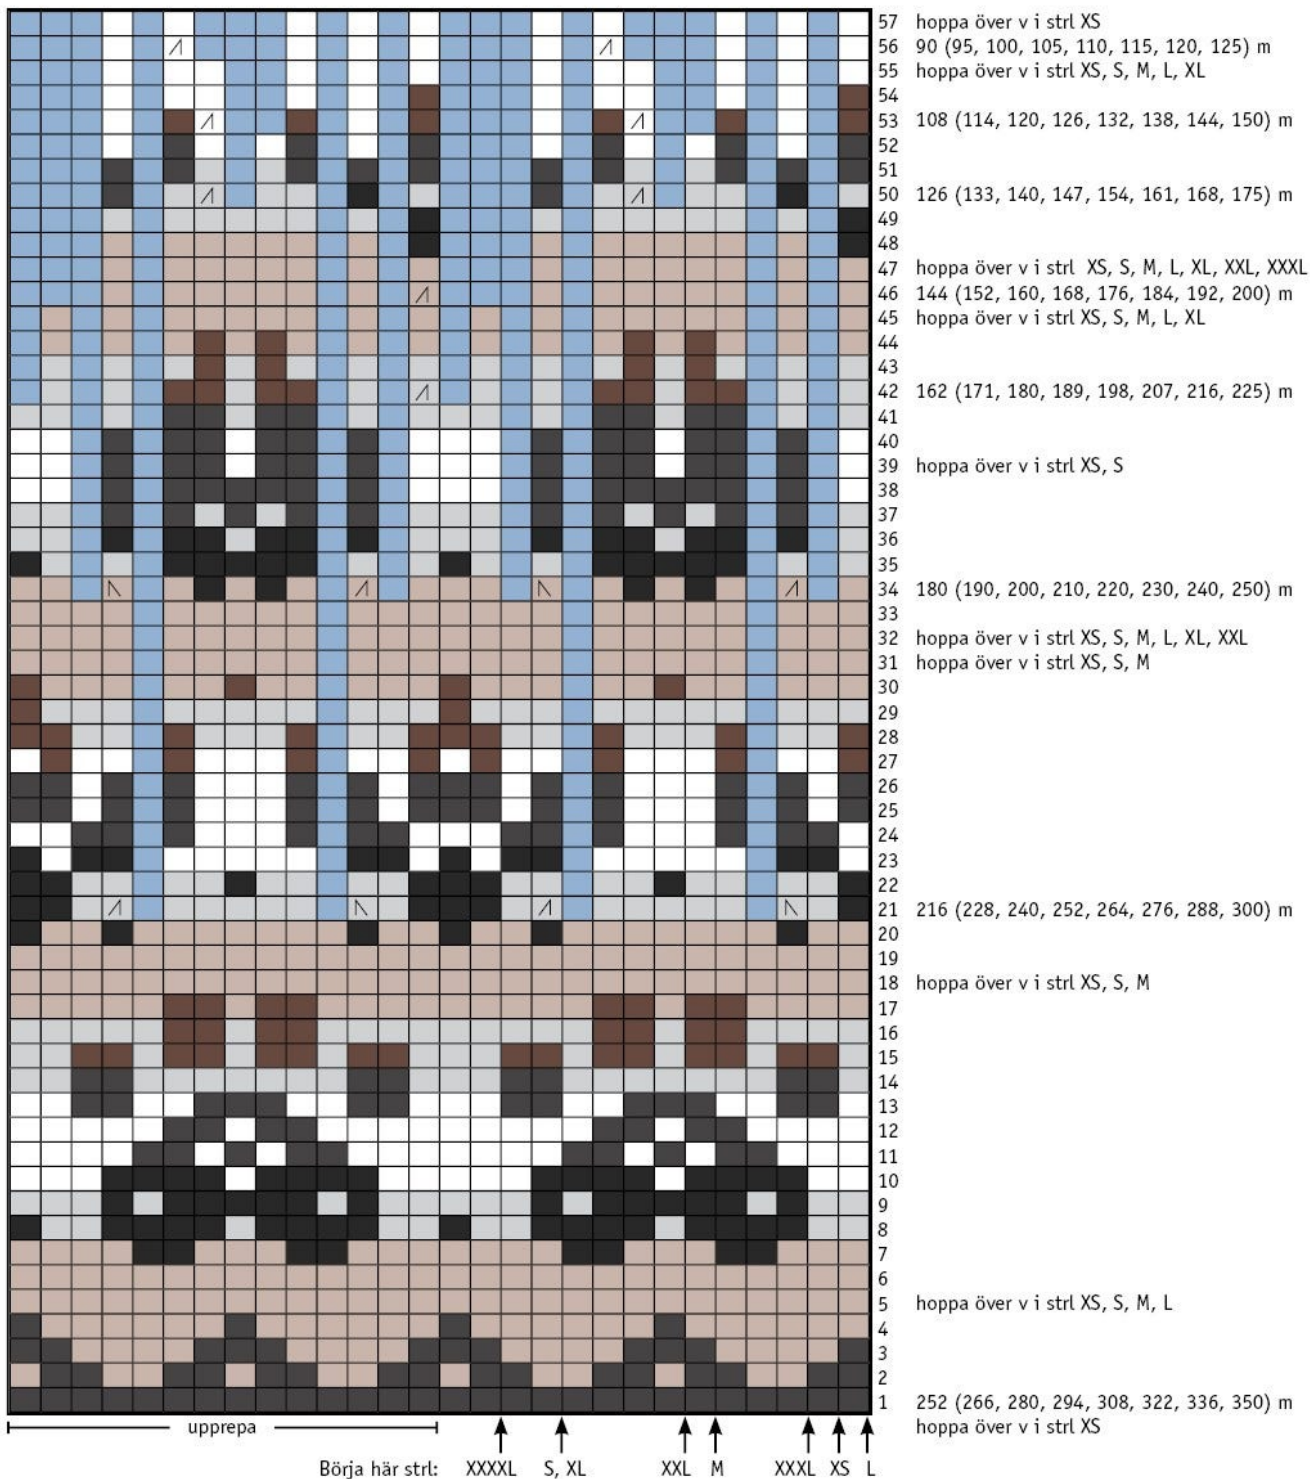 57 hoppa över v i strl XS
56 90 (95, 100, 105, 110, 115, 120, 125) m
55 hoppa över v i strl XS, S, M, L, XL
54
53 108 (114, 120, 126, 132, 138, 144, 150) m
52
51
50 126 (133, 140, 147, 154, 161, 168, 175) m
49
48
47 hoppa över v i strl XS, S, M, L, XL, XXL, XXXL
46 144 (152, 160, 168, 176, 184, 192, 200) m
45 hoppa över v i strl XS, S, M, L, XL
44
43
42 162 (171, 180, 189, 198, 207, 216, 225) m
41
40
39 hoppa över v i strl XS, S
38
37
36
35
34 180 (190, 200, 210, 220, 230, 240, 250) m
33
32 hoppa över v i strl XS, S, M, L, XL, XXL
31 hoppa över v i strl XS, S, M
30
29
28
27
26
25
24
23
22
21 216 (228, 240, 252, 264, 276, 288, 300) m
20
19
18 hoppa över v i strl XS, S, M
17
16
15
14
13
12
11
10
9
8
7
6
5 hoppa över v i strl XS, S, M, L
4
3
2
1 252 (266, 280, 294, 308, 322, 336, 350) m
upprepa hoppa över v i strl XS
Börja här strl: XXXXL S, XL XXL M XXXL XS L